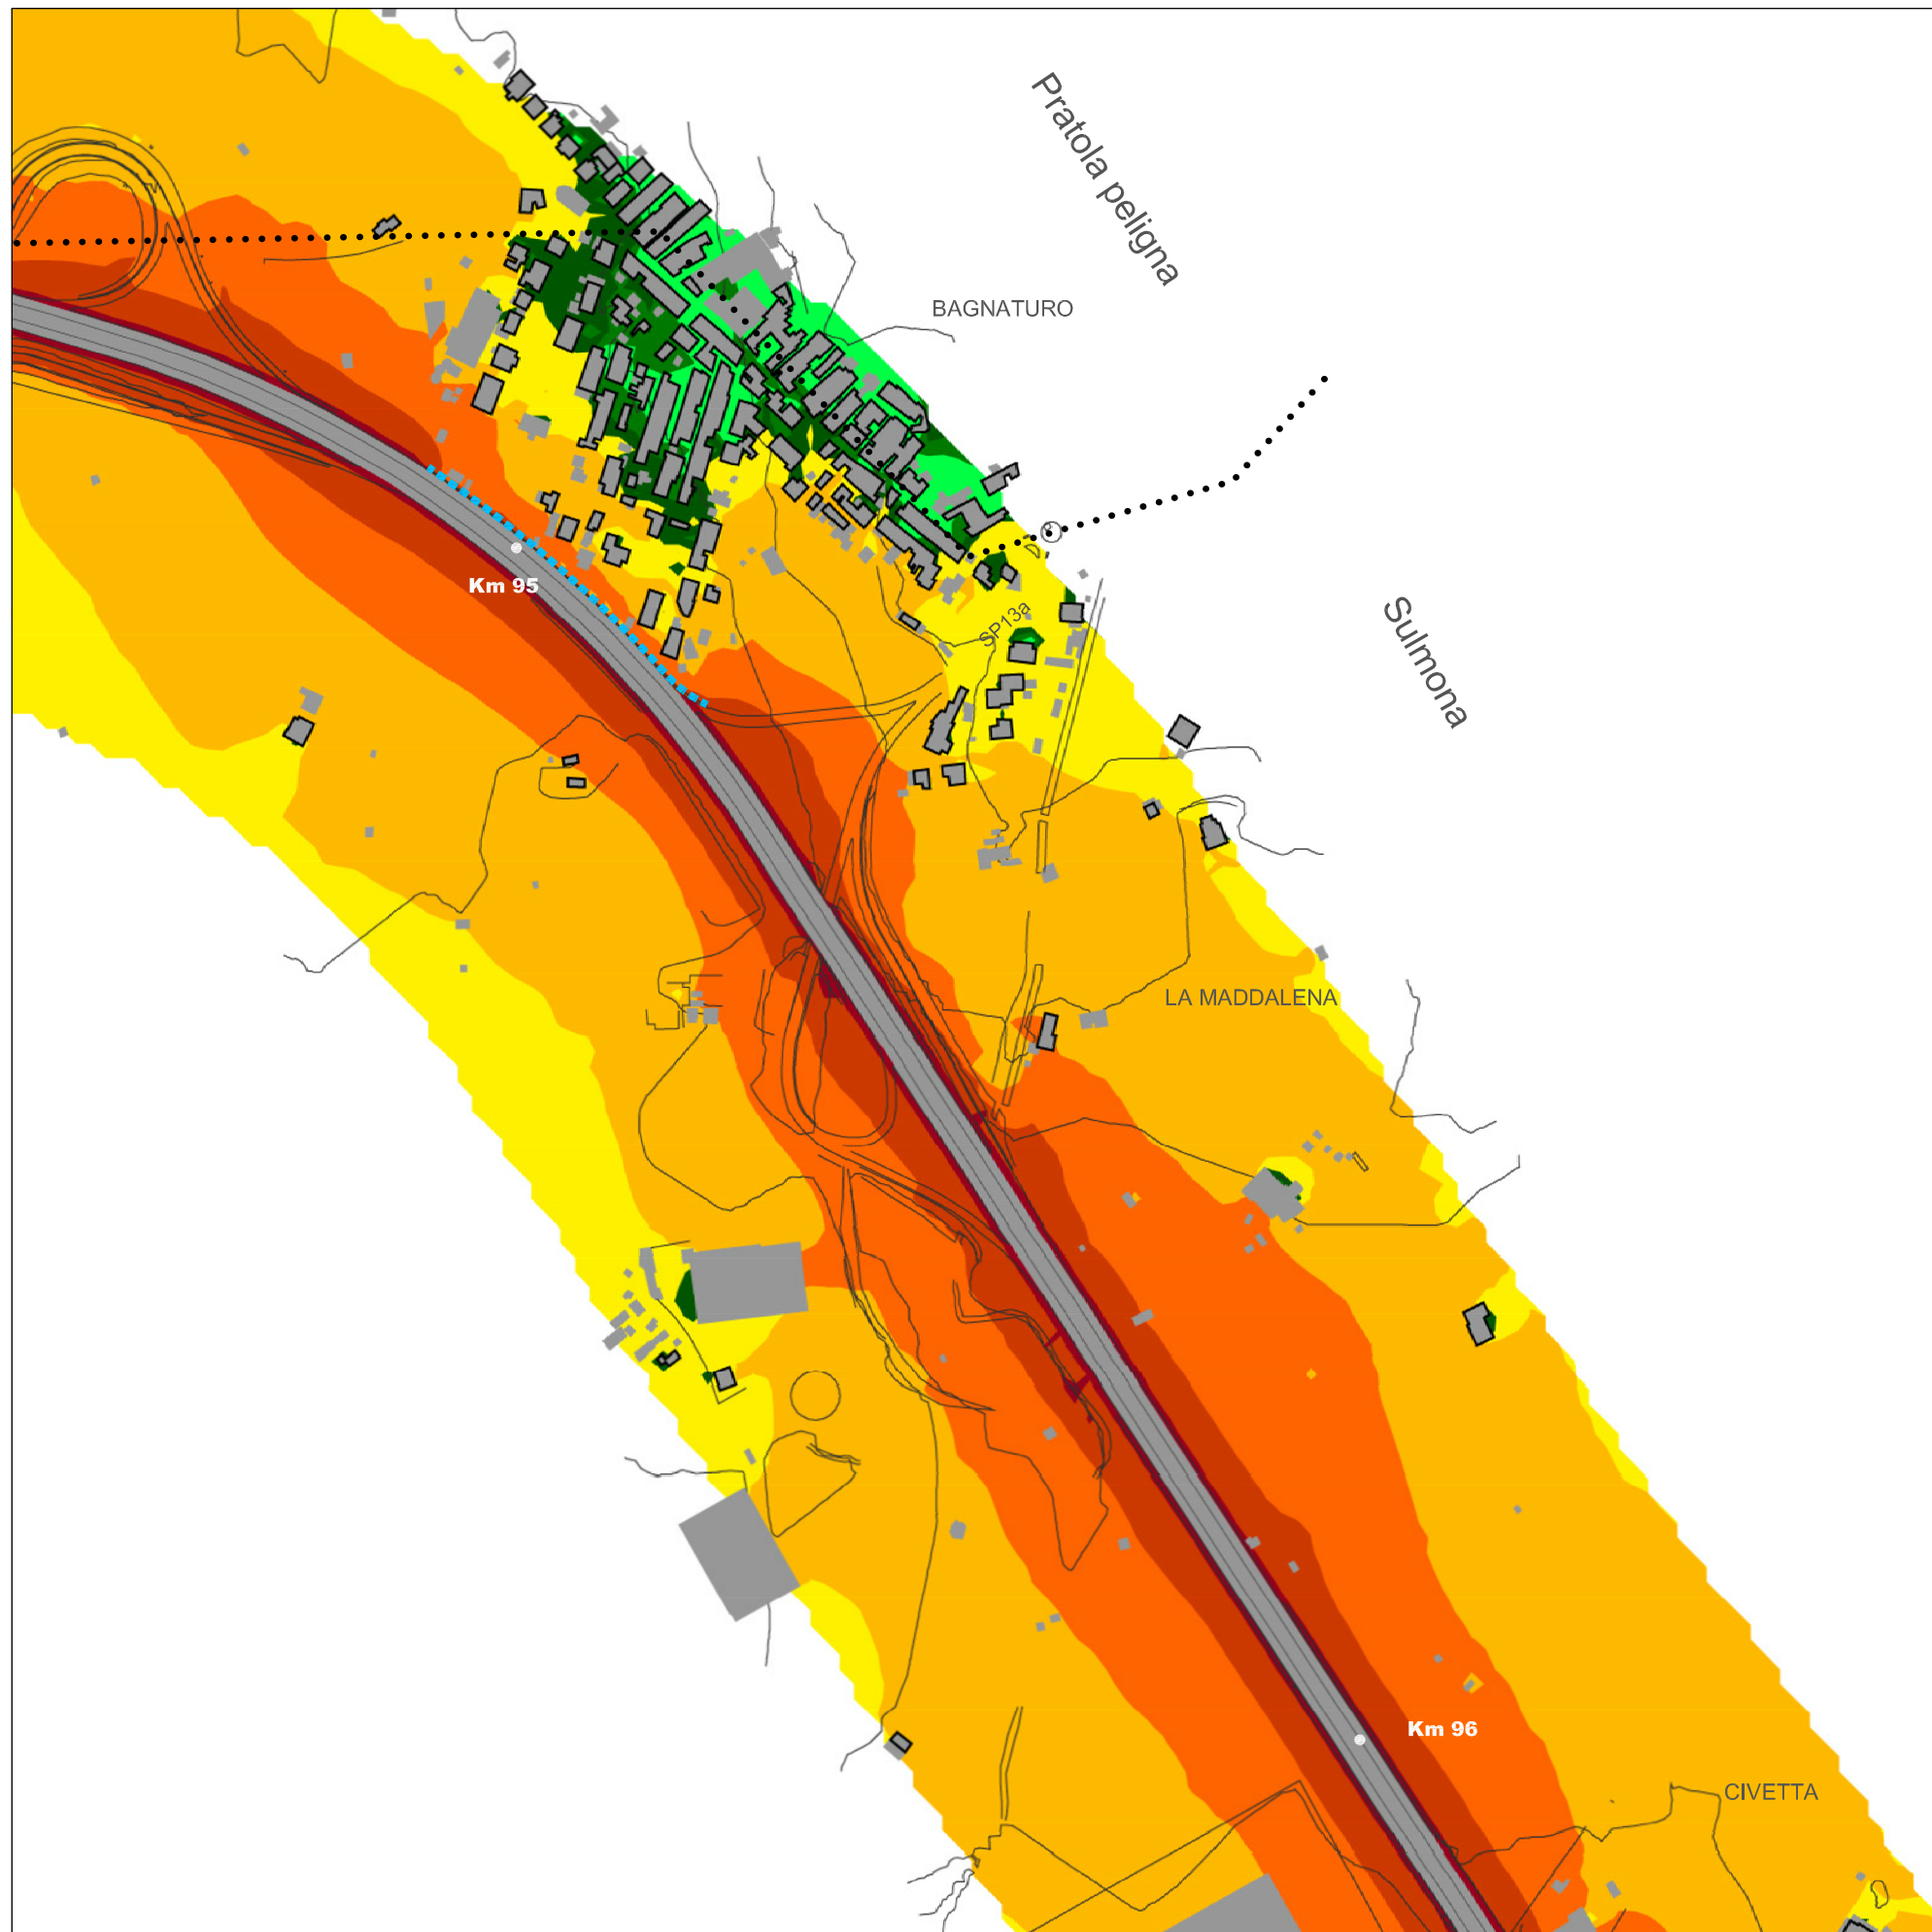 Pratola peligna
BAGNATURO
Km 95
SP13a
Sulmona
LA MADDALENA
Km 96
CIVETTA